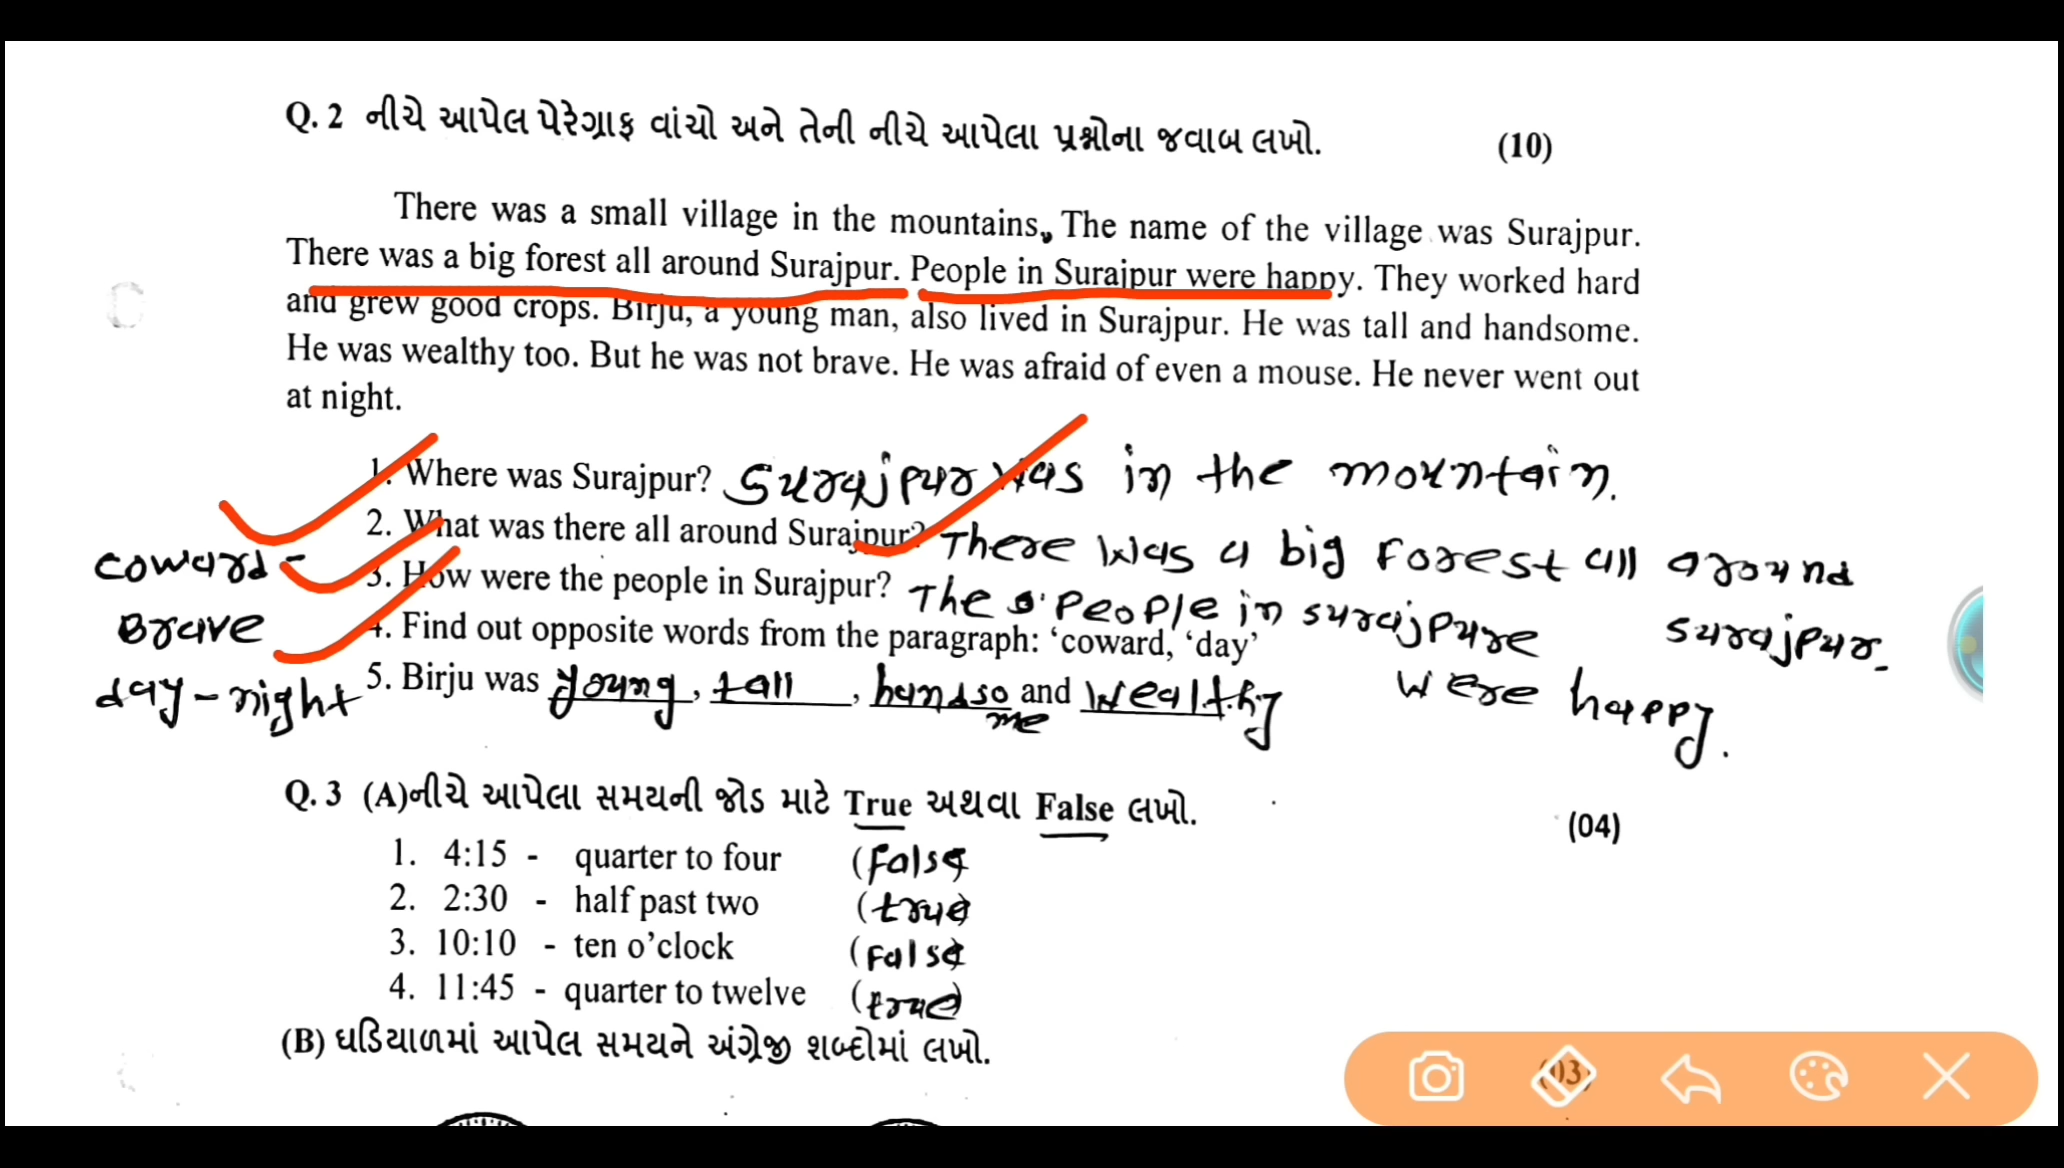 Q. 2 નીચે આપેલ પેરેગ્રાફ વાંચો અને તેની નીચે આપેલા પ્રશ્નોના જવાબ લખો. (10)
There was a small village in the mountains, The name of the village was Surajpur.
There was a big forest all around Surajpur. People in Surajpur were happy. They worked hard
and grew good crops. Birju, a young man, also lived in Surajpur. He was tall and handsome.
He was wealthy too. But he was not brave. He was afraid of even a mouse. He never went out
at night.
1. Where was Surajpur? Surajpur was in the mountain.
2. What was there all around Surajpur? There was a big forest all around
surajpur.
3. How were the people in Surajpur? The people in surajpure
were happy.
4. Find out opposite words from the paragraph: ‘coward, ‘day’
coward -
Brave
day - night
5. Birju was young, tall, handsome and wealthy
Q. 3 (A) નીચે આપેલા સમયની જોડ માટે True અથવા False લખો. (04)
1. 4:15 - quarter to four (False
2. 2:30 - half past two (true)
3. 10:10 - ten o’clock (False
4. 11:45 - quarter to twelve (true)
(B) ઘડિયાળમાં આપેલ સમયને અંગ્રેજી શબ્દોમાં લખો. (03)